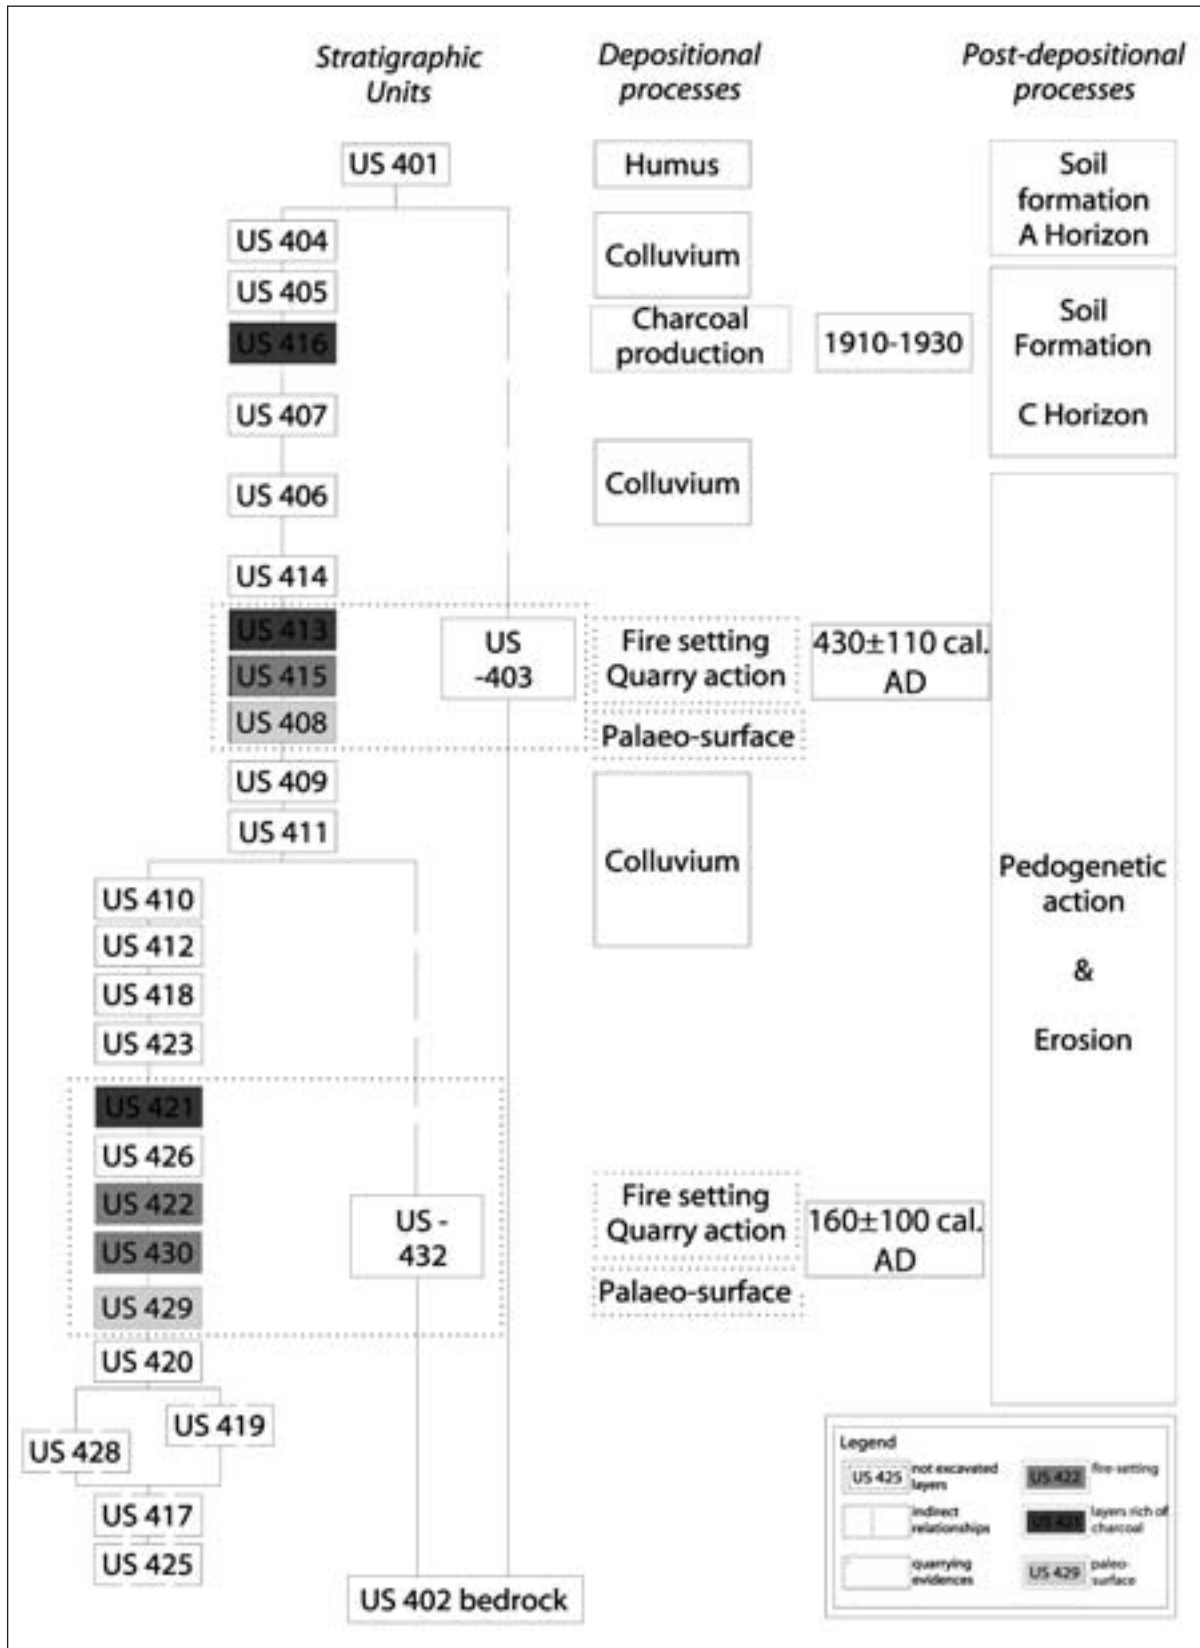 Stratigraphic
Units
Depositional
processes
Post-depositional
processes
US 401
US 404
US 405
US 416
US 407
US 406
US 414
US 413
US 415
US 408
US
-403
US 409
US 411
US 410
US 412
US 418
US 423
US 421
US 426
US 422
US 430
US 429
US -
432
US 420
US 419
US 428
US 417
US 425
US 402 bedrock
Humus
Colluvium
Charcoal
production
1910-1930
Colluvium
Fire setting
Quarry action
430±110 cal.
AD
Palaeo-surface
Colluvium
Fire setting
Quarry action
160±100 cal.
AD
Palaeo-surface
Soil
formation
A Horizon
Soil
Formation
C Horizon
Pedogenetic
action
&
Erosion
Legend
US 425
not excavated
layers
indirect
relationships
quarrying
evidences
US 422
fire-setting
US 421
layers rich of
charcoal
US 429
paleo-
surface